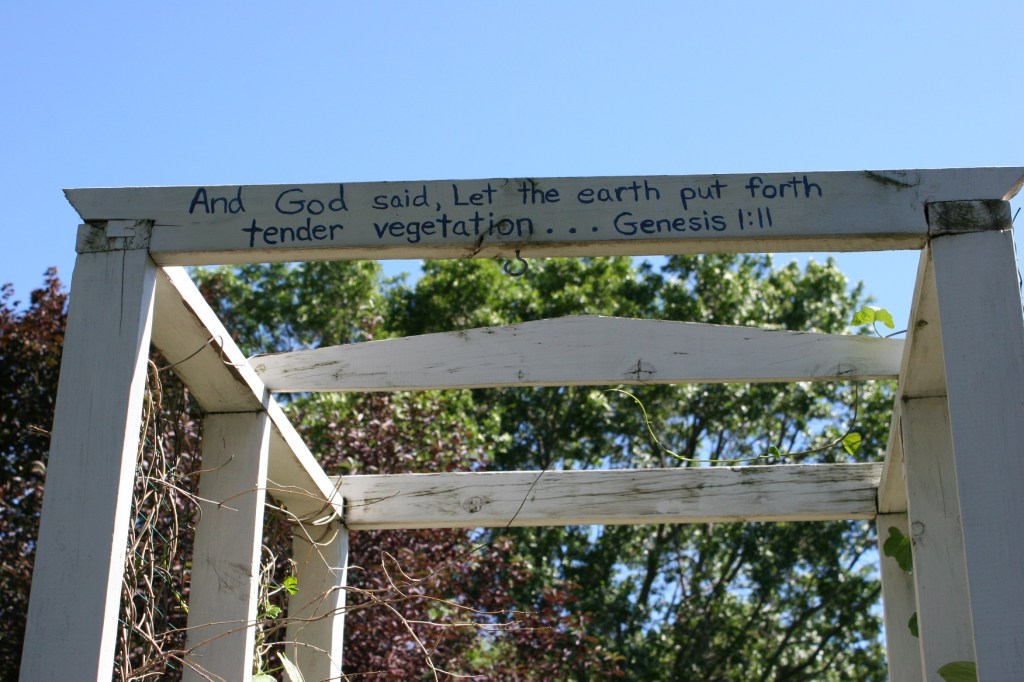 And God said, Let the earth put forth
tender vegetation . . . Genesis 1:11